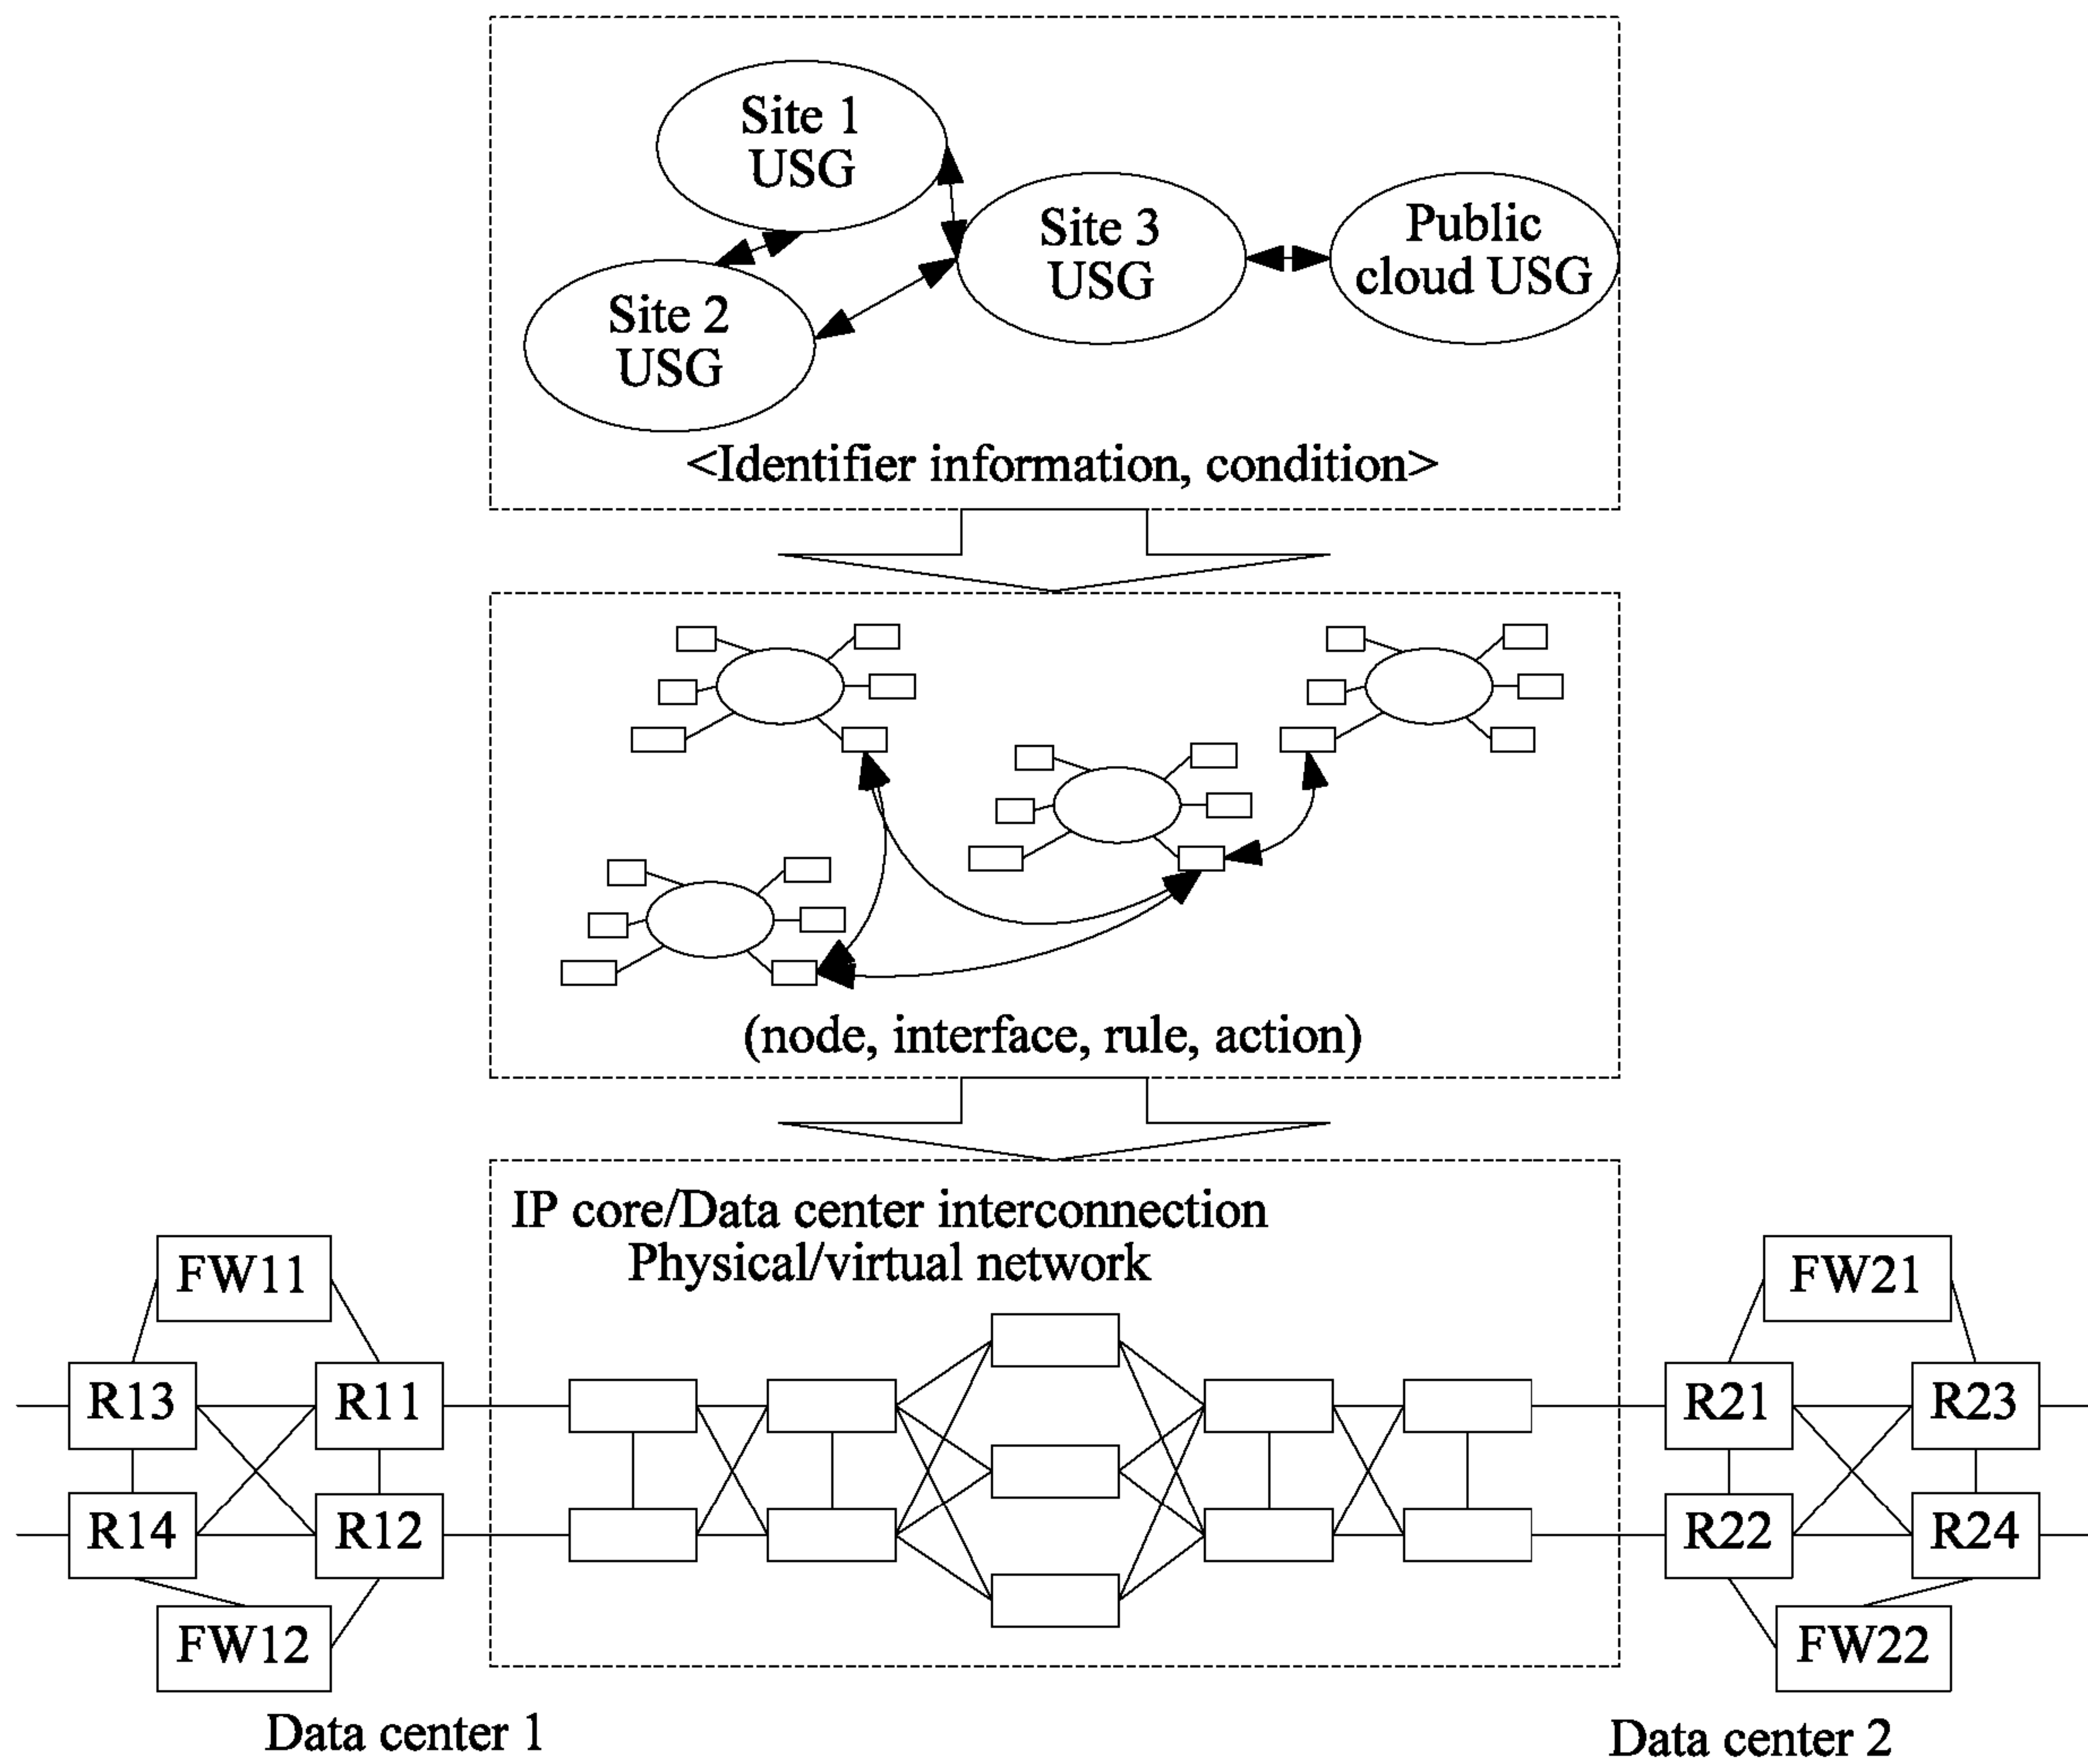 Site 1
USG
Site 3
USG
Public
cloud USG
Site 2
USG
<Identifier information, condition>
(node, interface, rule, action)
IP core/Data center interconnection
Physical/virtual network
FW11
R13
R11
R14
R12
FW12
Data center 1
FW21
R21
R23
R22
R24
FW22
Data center 2